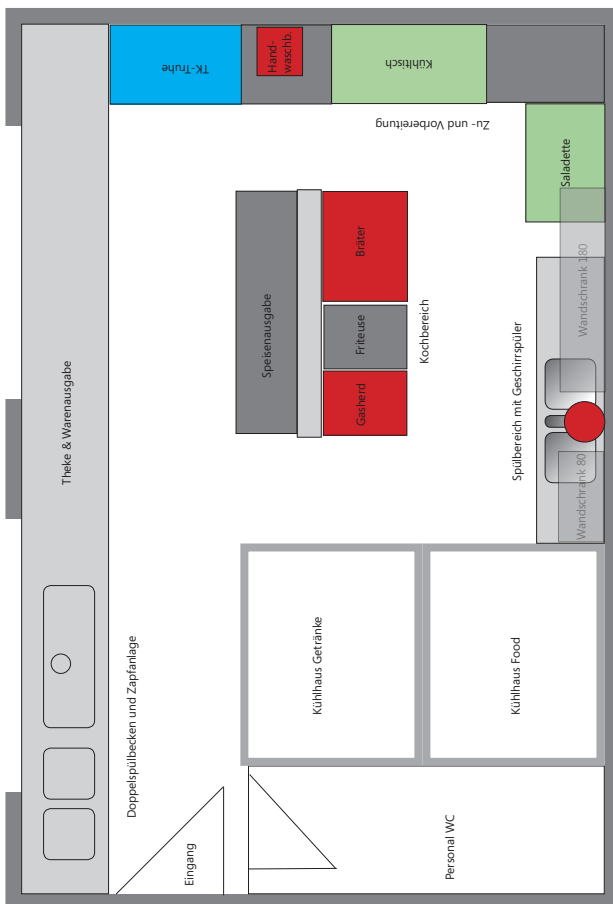 TK-Truhe
Hand-
waschb.
Kühltisch
Zu - und Vorbereitung
Saladette
Wandschrank 180
Spülbereich mit Geschirrspüler
Wandschrank 80
Theke & Warenausgabe
Speisenausgabe
Bräter
Friteuse
Gasherd
Kochbereich
Doppelspülbecken und Zapfanlage
Kühlhaus Getränke
Kühlhaus Food
Eingang
Personal WC